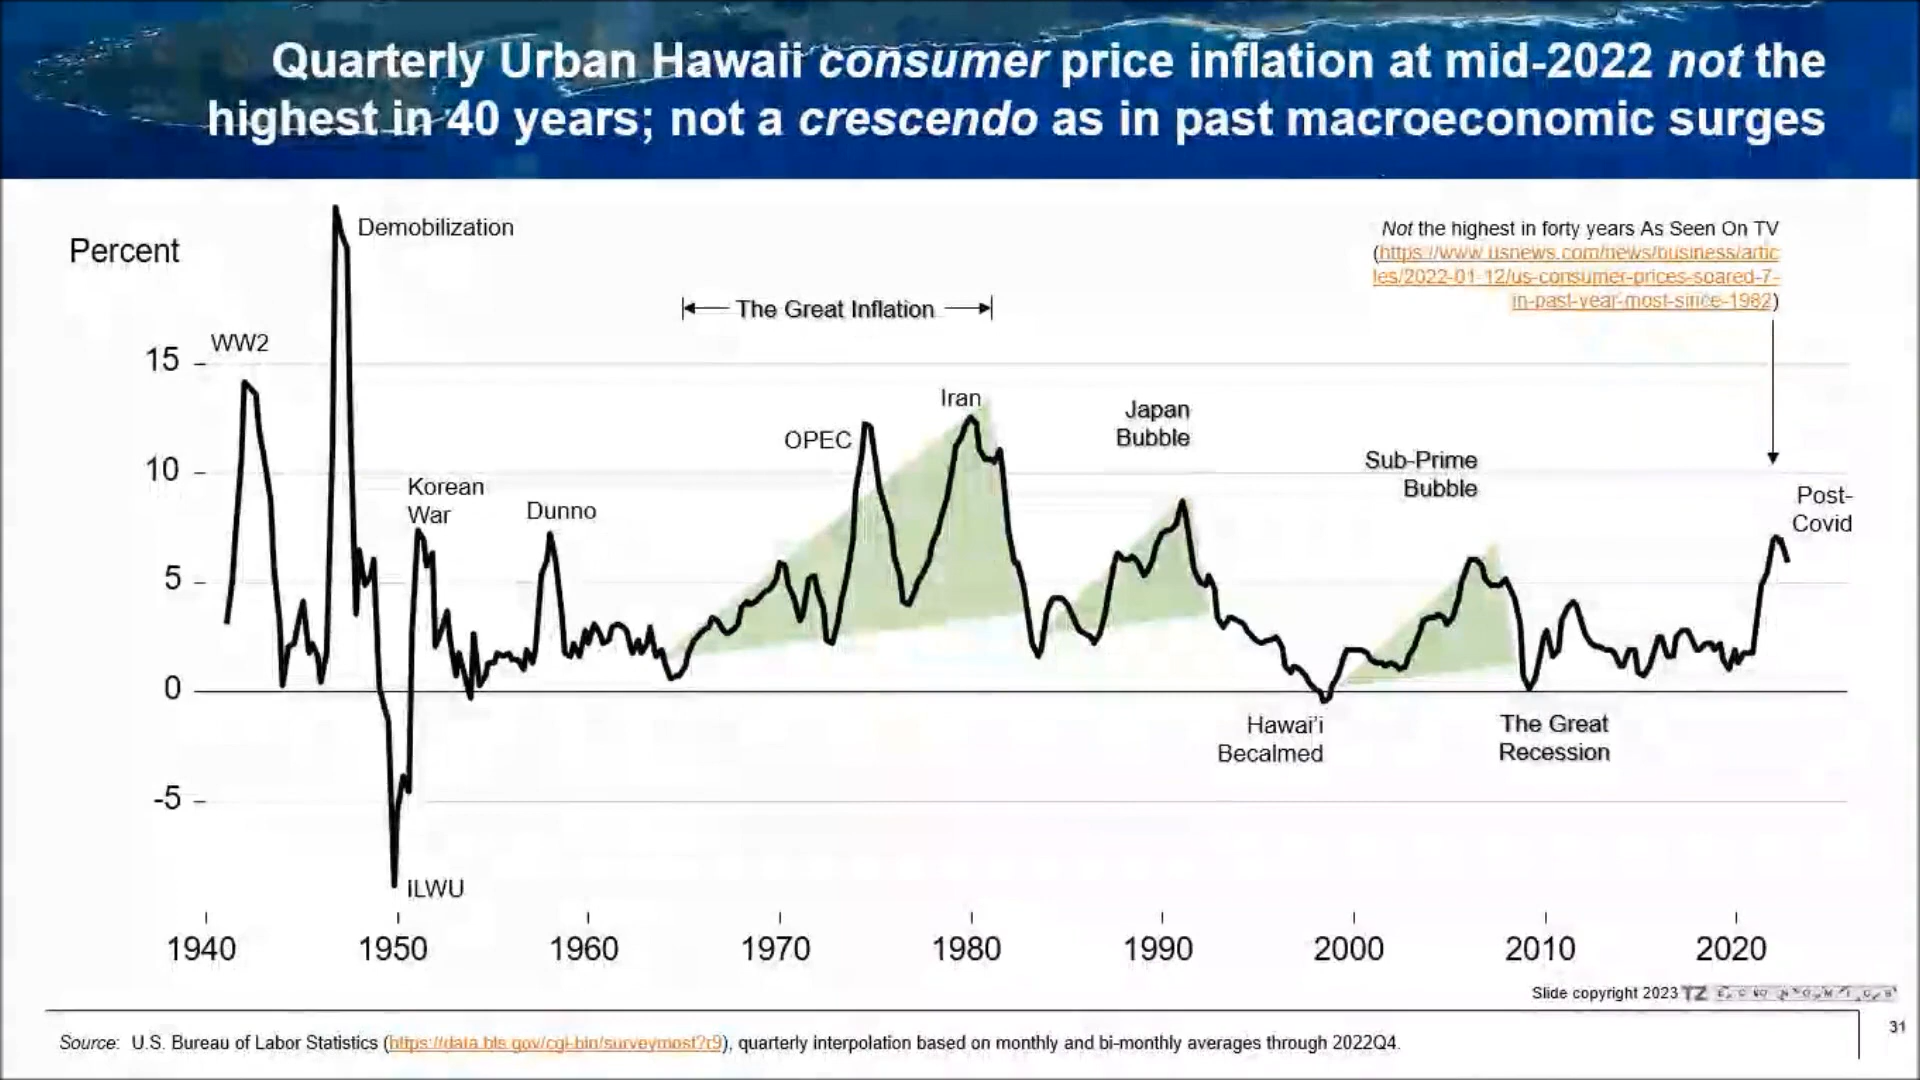 Quarterly Urban Hawaii consumer price inflation at mid-2022 not the
highest in 40 years; not a crescendo as in past macroeconomic surges
Percent
Demobilization
Not the highest in forty years As Seen On TV
(https://www.usnews.com/news/business/artic
les/2022-01-12/us-consumer-prices-soared-7-
in-past-year-most-since-1982)
The Great Inflation
WW2
15
Iran
Japan
Bubble
OPEC
Sub-Prime
Bubble
10
Korean
War
Dunno
Post-
Covid
5
0
Hawai'i
Becalmed
The Great
Recession
-5
ILWU
1940
1950
1960
1970
1980
1990
2000
2010
2020
Slide copyright 2023 TZ ECONOMICS
31
Source: U.S. Bureau of Labor Statistics (https://data.bls.gov/cgi-bin/surveymost?r9), quarterly interpolation based on monthly and bi-monthly averages through 2022Q4.